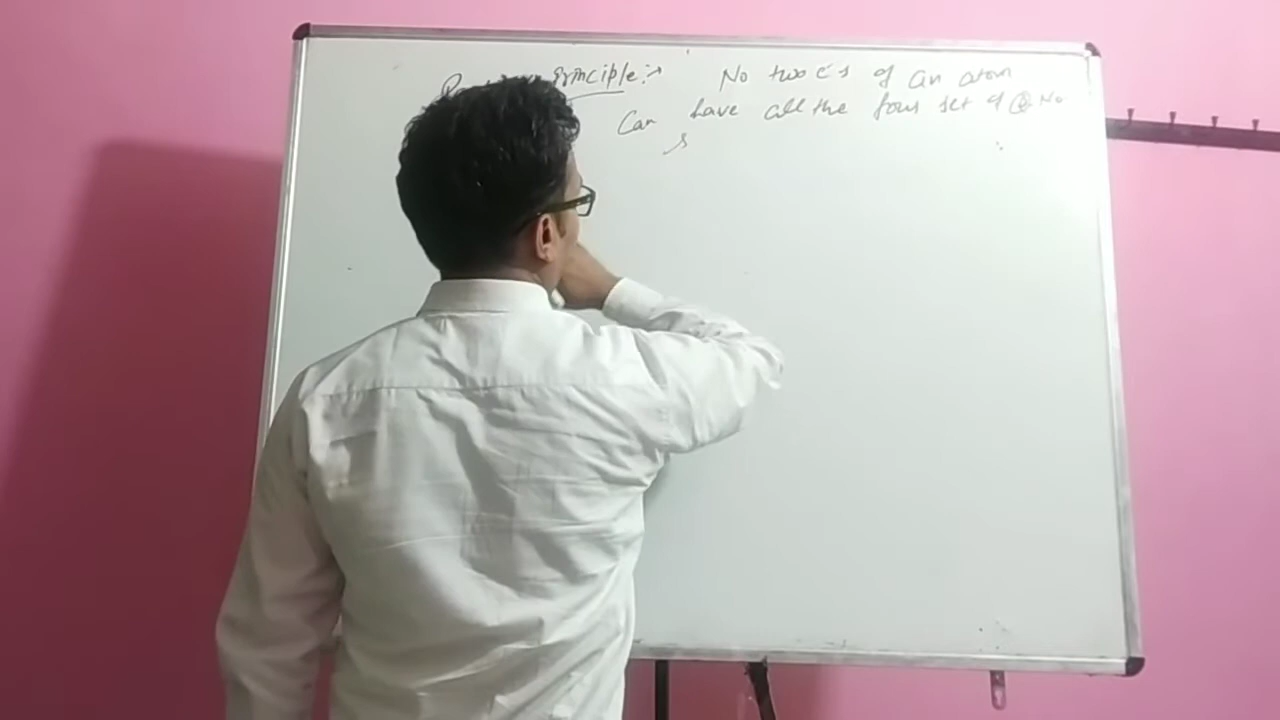 Principle:→ No two e's of an atom
Can have all the four set of Q No
s